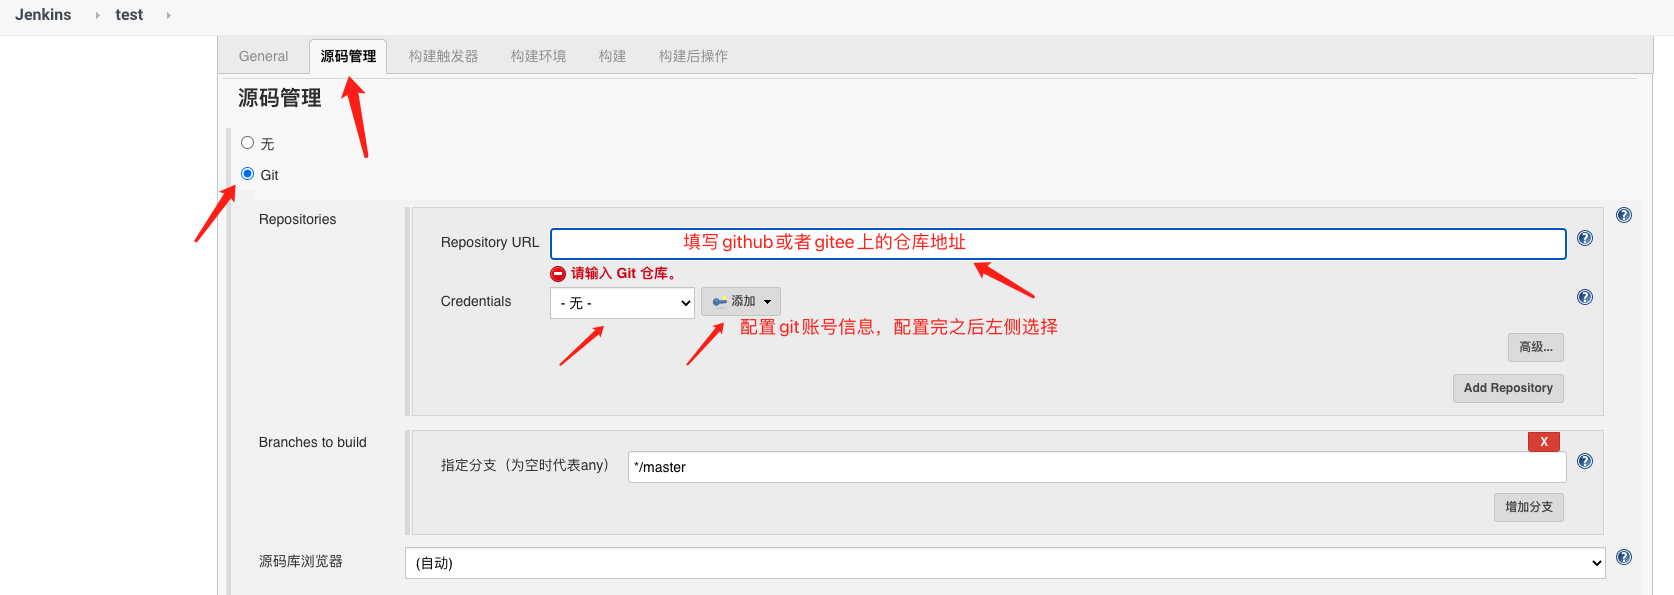 Jenkins test
General 源码管理 构建触发器 构建环境 构建 构建后操作
源码管理
无
Git
Repositories
Repository URL 填写github或者gitee上的仓库地址
请输入 Git 仓库。
Credentials - 无 - 添加
配置git账号信息，配置完之后左侧选择
高级...
Add Repository
Branches to build
X
指定分支（为空时代表any） */master
增加分支
源码库浏览器 (自动)